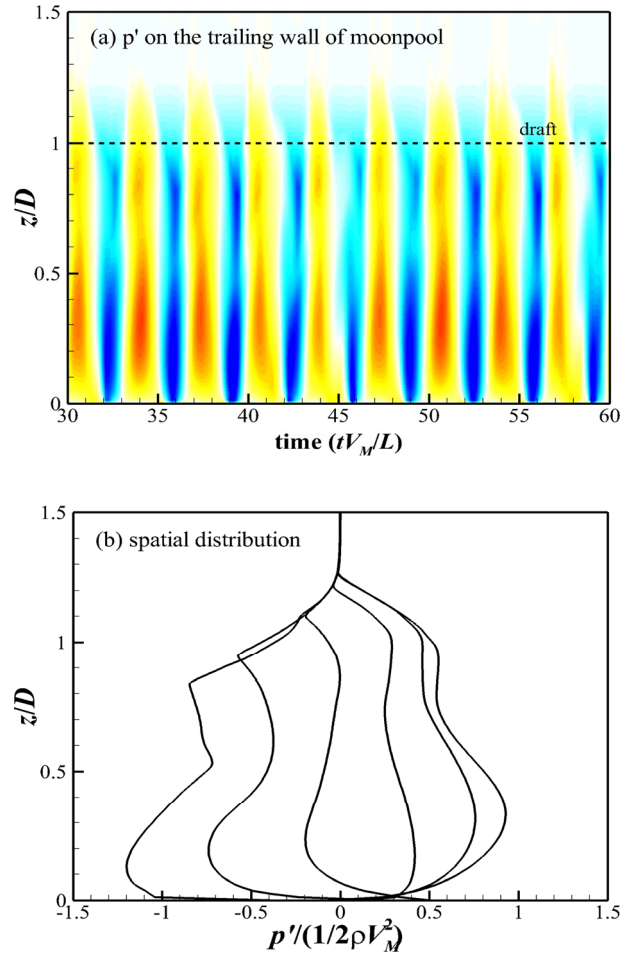 1.5
(a) p' on the trailing wall of moonpool
draft
1
z/D
0.5
0
30 35 40 45 50 55 60
time (tV_M/L)
1.5
(b) spatial distribution
1
z/D
0.5
0
-1.5 -1 -0.5 0 0.5 1 1.5
p'/(1/2ρV_M^2)